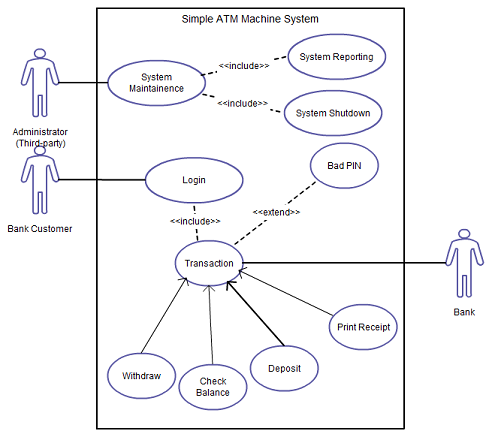 Simple ATM Machine System
System Reporting
<<include>>
System
Maintainence
<<include>>
System Shutdown
Administrator
(Third-party)
Bad PIN
Login
Bank Customer
<<include>>
<<extend>>
Transaction
Bank
Print Receipt
Withdraw
Check
Balance
Deposit